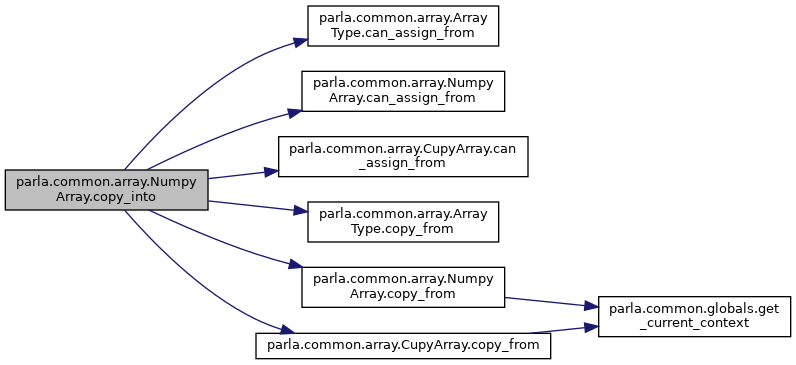 parla.common.array.Array
Type.can_assign_from
parla.common.array.Numpy
Array.can_assign_from
parla.common.array.CupyArray.can
_assign_from
parla.common.array.Numpy
Array.copy_into
parla.common.array.Array
Type.copy_from
parla.common.array.Numpy
Array.copy_from
parla.common.globals.get
_current_context
parla.common.array.CupyArray.copy_from